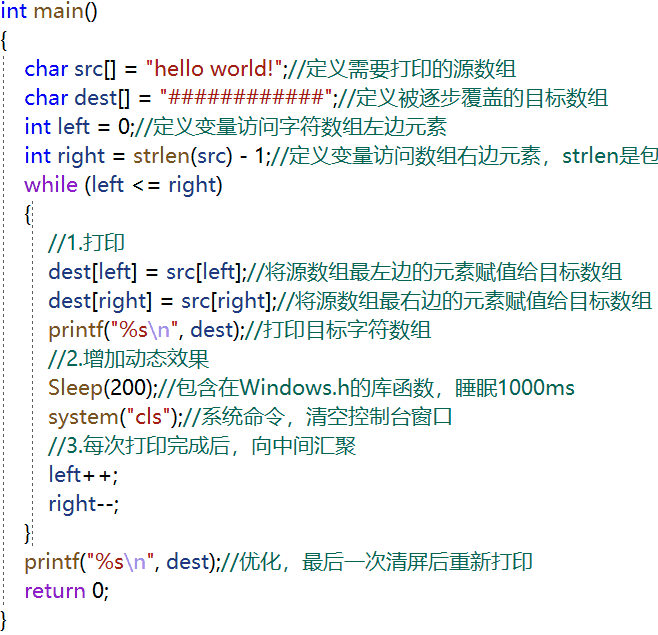 int main()
{
char src[] = "hello world!";//定义需要打印的源数组
char dest[] = "############";//定义被逐步覆盖的目标数组
int left = 0;//定义变量访问字符数组左边元素
int right = strlen(src) - 1;//定义变量访问数组右边元素，strlen是包
while (left <= right)
{
//1.打印
dest[left] = src[left];//将源数组最左边的元素赋值给目标数组
dest[right] = src[right];//将源数组最右边的元素赋值给目标数组
printf("%s\n", dest);//打印目标字符数组
//2.增加动态效果
Sleep(200);//包含在Windows.h的库函数，睡眠1000ms
system("cls");//系统命令，清空控制台窗口
//3.每次打印完成后，向中间汇聚
left++;
right--;
}
printf("%s\n", dest);//优化，最后一次清屏后重新打印
return 0;
}